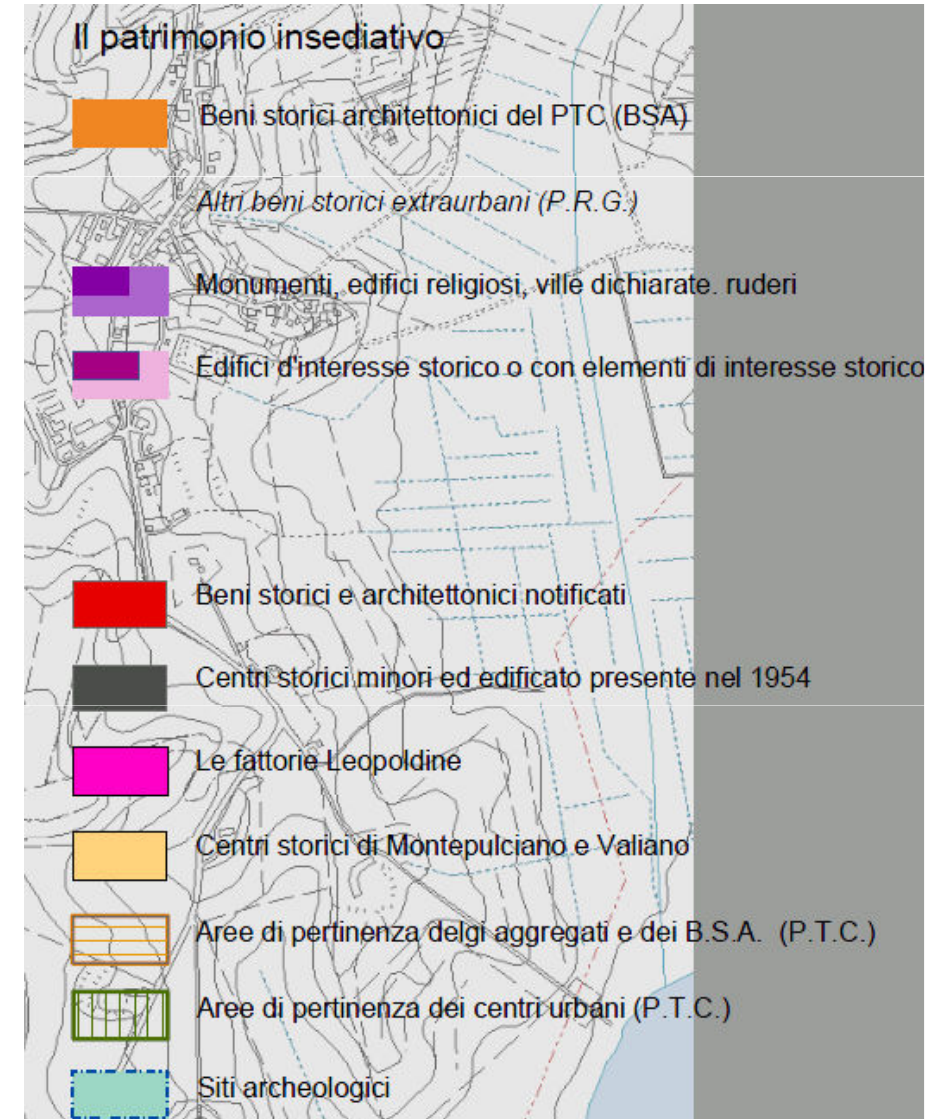 Il patrimonio insediativo
Beni storici architettonici del PTC (BSA)
Altri beni storici extraurbani (P.R.G.)
Monumenti, edifici religiosi, ville dichiarate. ruderi
Edifici d'interesse storico o con elementi di interesse storico
Beni storici e architettonici notificati
Centri storici minori ed edificato presente nel 1954
Le fattorie Leopoldine
Centri storici di Montepulciano e Valiano
Aree di pertinenza delgi aggregati e dei B.S.A. (P.T.C.)
Aree di pertinenza dei centri urbani (P.T.C.)
Siti archeologici